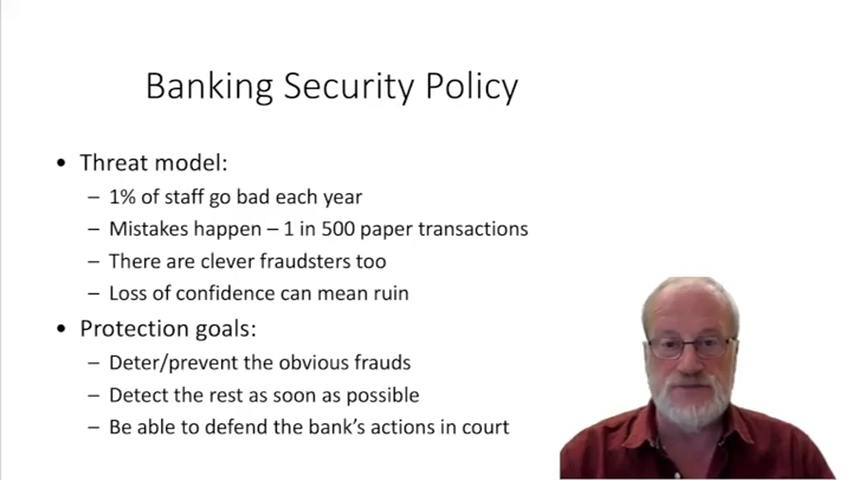 Banking Security Policy
• Threat model:
– 1% of staff go bad each year
– Mistakes happen – 1 in 500 paper transactions
– There are clever fraudsters too
– Loss of confidence can mean ruin
• Protection goals:
– Deter/prevent the obvious frauds
– Detect the rest as soon as possible
– Be able to defend the bank's actions in court